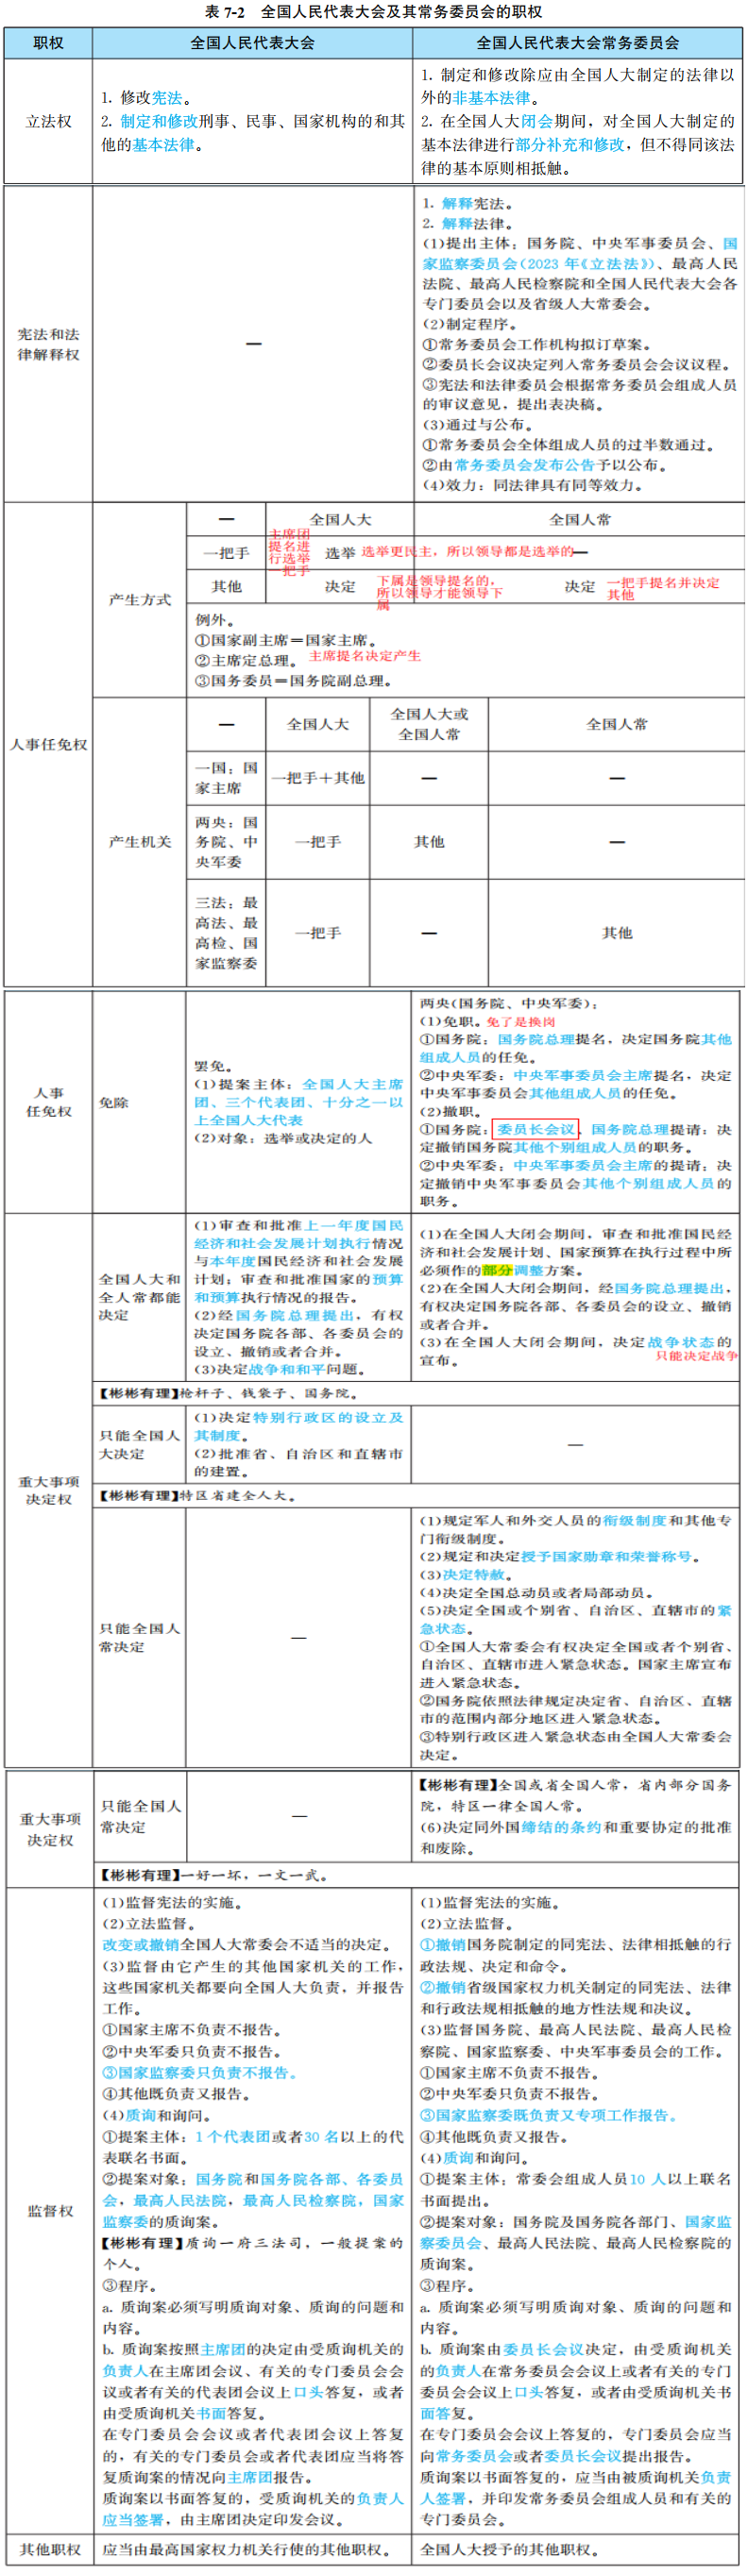 表 7-2　全国人民代表大会及其常务委员会的职权
职权
全国人民代表大会
全国人民代表大会常务委员会
立法权
1. 修改宪法。
2. 制定和修改刑事、民事、国家机构的和其
他的基本法律。
1. 制定和修改除应由全国人大制定的法律以
外的非基本法律。
2. 在全国人大闭会期间，对全国人大制定的
基本法律进行部分补充和修改，但不得同该法
律的基本原则相抵触。
宪法和法
律解释权
—
1. 解释宪法。
2. 解释法律。
(1)提出主体：国务院、中央军事委员会、国
家监察委员会(2023 年《立法法》)、最高人民
法院、最高人民检察院和全国人民代表大会各
专门委员会以及省级人大常委会。
(2)制定程序。
①常务委员会工作机构拟订草案。
②委员长会议决定列入常务委员会会议议程。
③宪法和法律委员会根据常务委员会组成人员
的审议意见，提出表决稿。
(3)通过与公布。
①常务委员会全体组成人员的过半数通过。
②由常务委员会发布公告予以公布。
(4)效力：同法律具有同等效力。
人事任免权
产生方式
—
全国人大
全国人常
一把手
主席团
提名进
行选举
一把手
选举
选举更民主，所以领导都是选举的
—
其他
决定
下属是领导提名的，
所以领导才能领导下
属
决定
一把手提名并决定
其他
例外。
①国家副主席＝国家主席。
②主席定总理。
主席提名决定产生
③国务委员＝国务院副总理。
产生机关
—
全国人大
全国人大或
全国人常
全国人常
一国：国
家主席
一把手＋其他
—
—
两央：国
务院、中
央军委
一把手
其他
—
三法：最
高法、最
高检、国
家监察委
一把手
—
其他
人事
任免权
免除
罢免。
(1)提案主体：全国人大主席
团、三个代表团、十分之一以
上全国人大代表
(2)对象：选举或决定的人
两央(国务院、中央军委)：
(1)免职。
免了是换岗
①国务院：国务院总理提名，决定国务院其他
组成人员的任免。
②中央军委：中央军事委员会主席提名，决定
中央军事委员会其他组成人员的任免。
(2)撤职。
①国务院：委员长会议、国务院总理提请：决
定撤销国务院其他个别组成人员的职务。
②中央军委：中央军事委员会主席的提请：决
定撤销中央军事委员会其他个别组成人员的
职务。
重大事项
决定权
全国人大和
全人常都能
决定
(1)审查和批准上一年度国民
经济和社会发展计划执行情况
与本年度国民经济和社会发展
计划；审查和批准国家的预算
和预算执行情况的报告。
(2)经国务院总理提出，有权
决定国务院各部、各委员会的
设立、撤销或者合并。
(3)决定战争和和平问题。
(1)在全国人大闭会期间，审查和批准国民经
济和社会发展计划、国家预算在执行过程中所
必须作的部分调整方案。
(2)在全国人大闭会期间，经国务院总理提出，
有权决定国务院各部、各委员会的设立、撤销
或者合并。
(3)在全国人大闭会期间，决定战争状态的
宣布。
只能决定战争
【彬彬有理】枪杆子、钱袋子、国务院。
只能全国人
大决定
(1)决定特别行政区的设立及
其制度。
(2)批准省、自治区和直辖市
的建置。
—
【彬彬有理】特区省建全人大。
只能全国人
常决定
—
(1)规定军人和外交人员的衔级制度和其他专
门衔级制度。
(2)规定和决定授予国家勋章和荣誉称号。
(3)决定特赦。
(4)决定全国总动员或者局部动员。
(5)决定全国或个别省、自治区、直辖市的紧
急状态。
①全国人大常委会有权决定全国或者个别省、
自治区、直辖市进入紧急状态。国家主席宣布
进入紧急状态。
②国务院依照法律规定决定省、自治区、直辖
市的范围内部分地区进入紧急状态。
③特别行政区进入紧急状态由全国人大常委会
决定。
重大事项
决定权
只能全国人
常决定
—
【彬彬有理】全国或省全国人常，省内部分国务
院，特区一律全国人常。
(6)决定同外国缔结的条约和重要协定的批准
和废除。
【彬彬有理】一好一坏，一文一武。
监督权
(1)监督宪法的实施。
(2)立法监督。
改变或撤销全国人大常委会不适当的决定。
(3)监督由它产生的其他国家机关的工作，
这些国家机关都要向全国人大负责，并报告
工作。
①国家主席不负责不报告。
②中央军委只负责不报告。
③国家监察委只负责不报告。
④其他既负责又报告。
(4)质询和询问。
①提案主体：1 个代表团或者30 名以上的代
表联名书面。
②提案对象：国务院和国务院各部、各委员
会，最高人民法院，最高人民检察院，国家
监察委的质询案。
【彬彬有理】质询一府三法司，一般提案的
个人。
③程序。
a. 质询案必须写明质询对象、质询的问题和
内容。
b. 质询案按照主席团的决定由受质询机关的
负责人在主席团会议、有关的专门委员会会
议或者有关的代表团会议上口头答复，或者
由受质询机关书面答复。
在专门委员会会议或者代表团会议上答复
的，有关的专门委员会或者代表团应当将答
复质询案的情况向主席团报告。
质询案以书面答复的，受质询机关的负责人
应当签署，由主席团决定印发会议。
(1)监督宪法的实施。
(2)立法监督。
①撤销国务院制定的同宪法、法律相抵触的行
政法规、决定和命令。
②撤销省级国家权力机关制定的同宪法、法律
和行政法规相抵触的地方性法规和决议。
(3)监督国务院、最高人民法院、最高人民检
察院、国家监察委、中央军事委员会的工作。
①国家主席不负责不报告。
②中央军委只负责不报告。
③国家监察委既负责又专项工作报告。
④其他既负责又报告。
(4)质询和询问。
①提案主体：常委会组成人员10 人以上联名
书面提出。
②提案对象：国务院及国务院各部门、国家监
察委员会、最高人民法院、最高人民检察院的
质询案。
③程序。
a. 质询案必须写明质询对象、质询的问题和
内容。
b. 质询案由委员长会议决定，由受质询机关
的负责人在常务委员会会议上或者有关的专门
委员会会议上口头答复，或者由受质询机关书
面答复。
在专门委员会会议上答复的，专门委员会应当
向常务委员会或者委员长会议提出报告。
质询案以书面答复的，应当由被质询机关负责
人签署，并印发常务委员会组成人员和有关的
专门委员会。
其他职权
应当由最高国家权力机关行使的其他职权。
全国人大授予的其他职权。